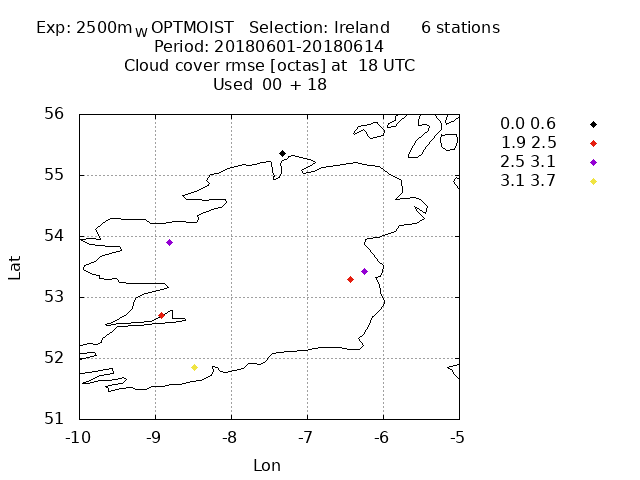 Exp: 2500m_W OPTMOIST   Selection: Ireland      6 stations
Period: 20180601-20180614
Cloud cover rmse [octas] at  18 UTC
Used  00 + 18
0.0 0.6
1.9 2.5
2.5 3.1
3.1 3.7
56
55
54
53
52
51
Lat
-10 -9 -8 -7 -6 -5
Lon